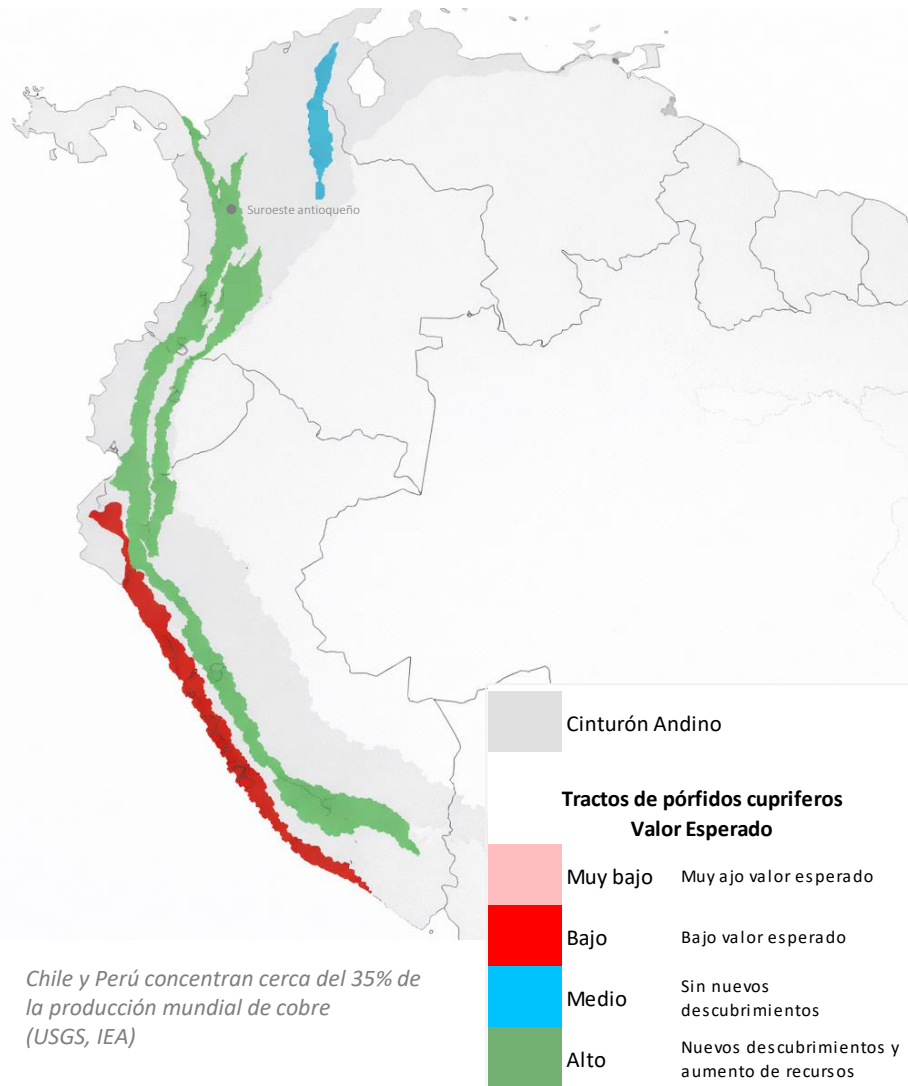 Suroeste antioqueño
Cinturón Andino
Tractos de pórfidos cupriferos
Valor Esperado
Muy bajo Muy ajo valor esperado
Bajo Bajo valor esperado
Medio Sin nuevos
descubrimientos
Alto Nuevos descubrimientos y
aumento de recursos
Chile y Perú concentran cerca del 35% de
la producción mundial de cobre
(USGS, IEA)